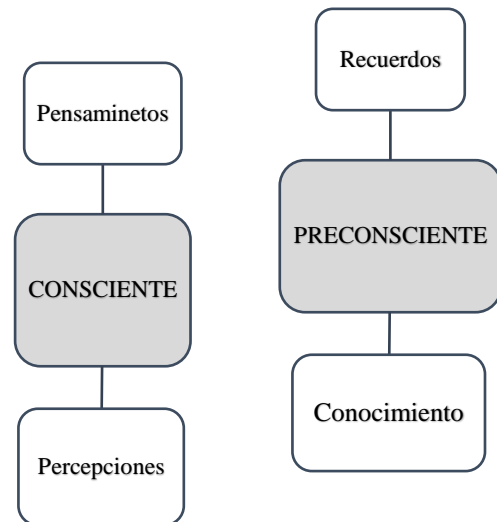 Pensaminetos
CONSCIENTE
Percepciones
Recuerdos
PRECONSCIENTE
Conocimiento